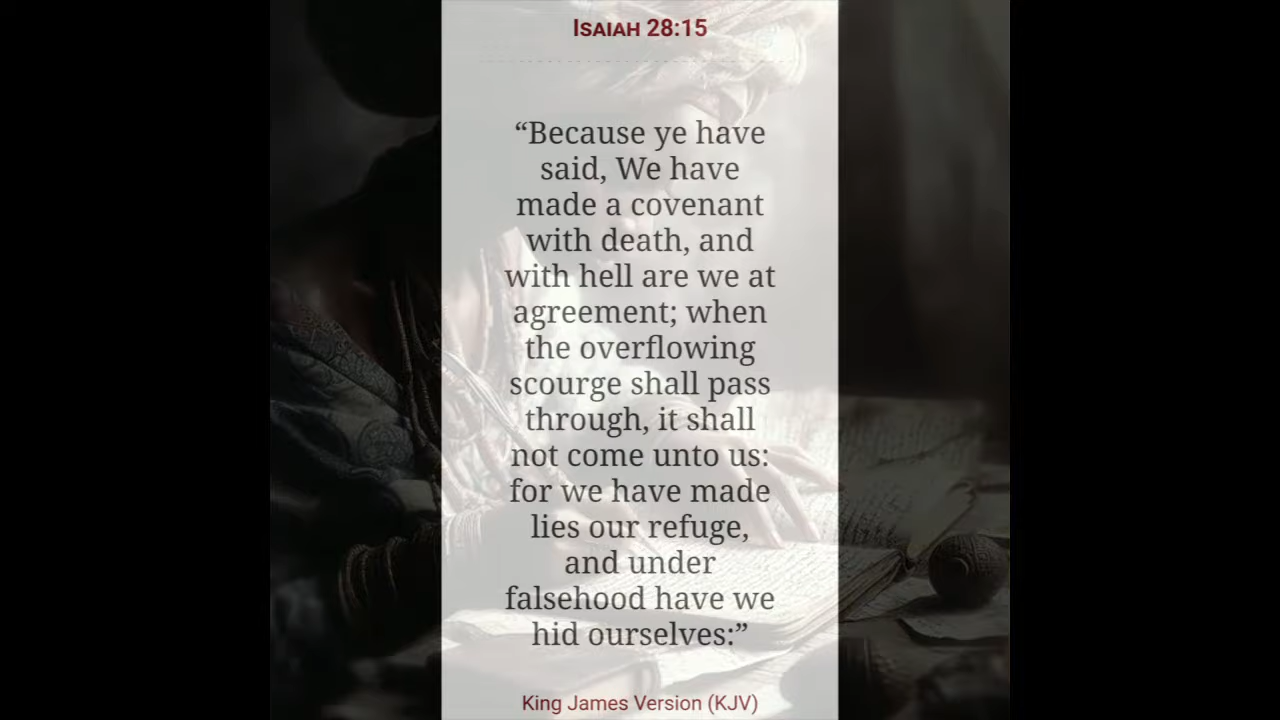 Isaiah 28:15
“Because ye have
said, We have
made a covenant
with death, and
with hell are we at
agreement; when
the overflowing
scourge shall pass
through, it shall
not come unto us:
for we have made
lies our refuge,
and under
falsehood have we
hid ourselves:”
King James Version (KJV)